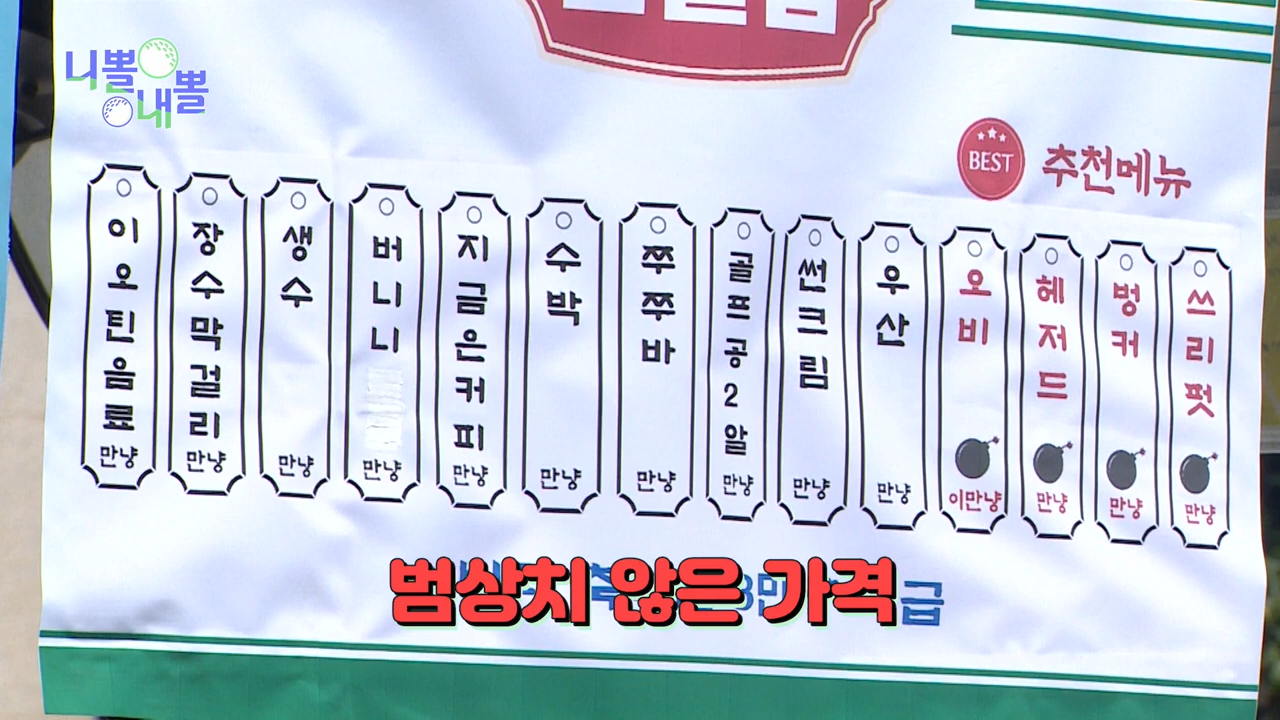 니뽈
내뽈
BEST 추천메뉴
이오틴음료 만냥
장수막걸리 만냥
생수 만냥
버니니 만냥
지금은커피 만냥
수박 만냥
쭈쭈바 만냥
골프공2알 만냥
썬크림 만냥
우산 만냥
오비 이만냥
헤저드 만냥
벙커 만냥
쓰리펏 만냥
범상치 않은 가격